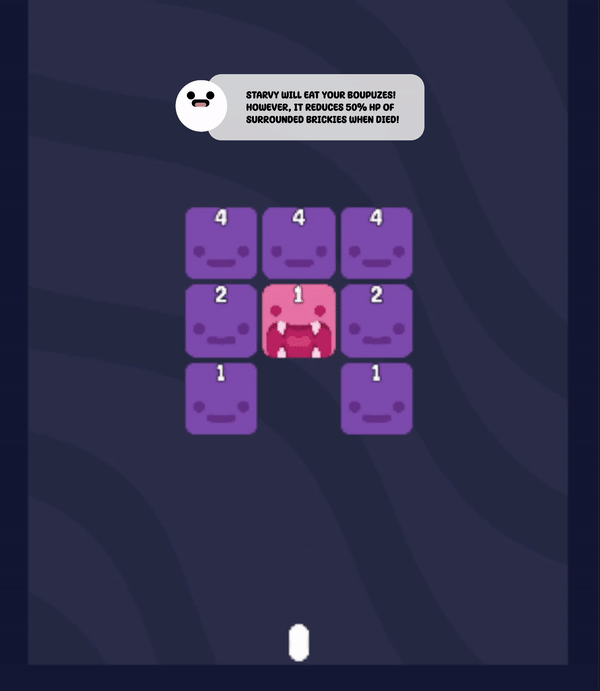 STARVY WILL EAT YOUR BOUPUZES!
HOWEVER, IT REDUCES 50% HP OF
SURROUNDED BRICKIES WHEN DIED!
4 4 4
2 1 2
1 1